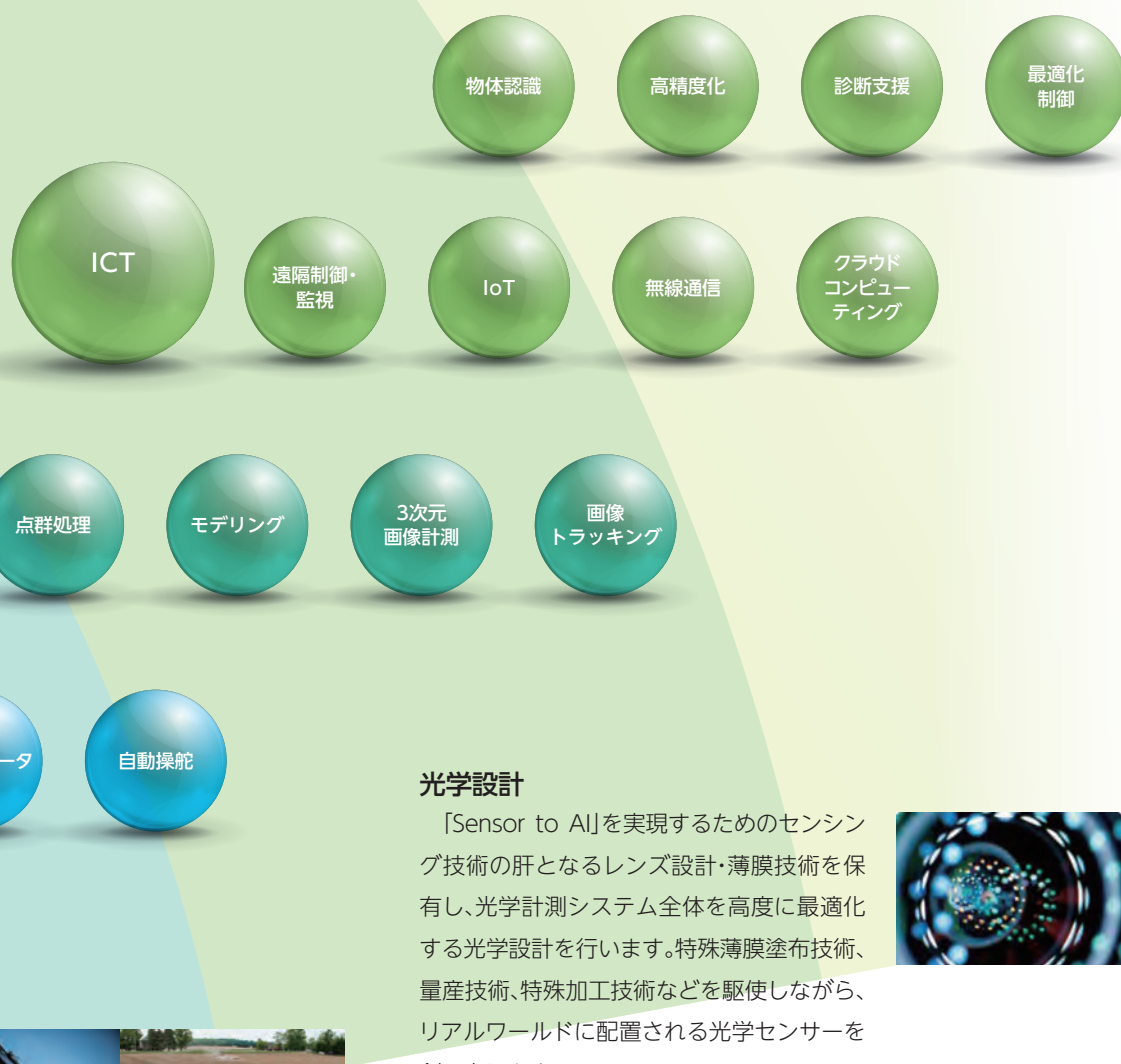 物体認識
高精度化
診断支援
最適化
制御
ICT
遠隔制御・
監視
IoT
無線通信
クラウド
コンピュー
ティング
点群処理
モデリング
3次元
画像計測
画像
トラッキング
ータ
自動操舵
光学設計
「Sensor to AI」を実現するためのセンシン
グ技術の肝となるレンズ設計・薄膜技術を保
有し、光学計測システム全体を高度に最適化
する光学設計を行います。特殊薄膜塗布技術、
量産技術、特殊加工技術などを駆使しながら、
リアルワールドに配置される光学センサーを